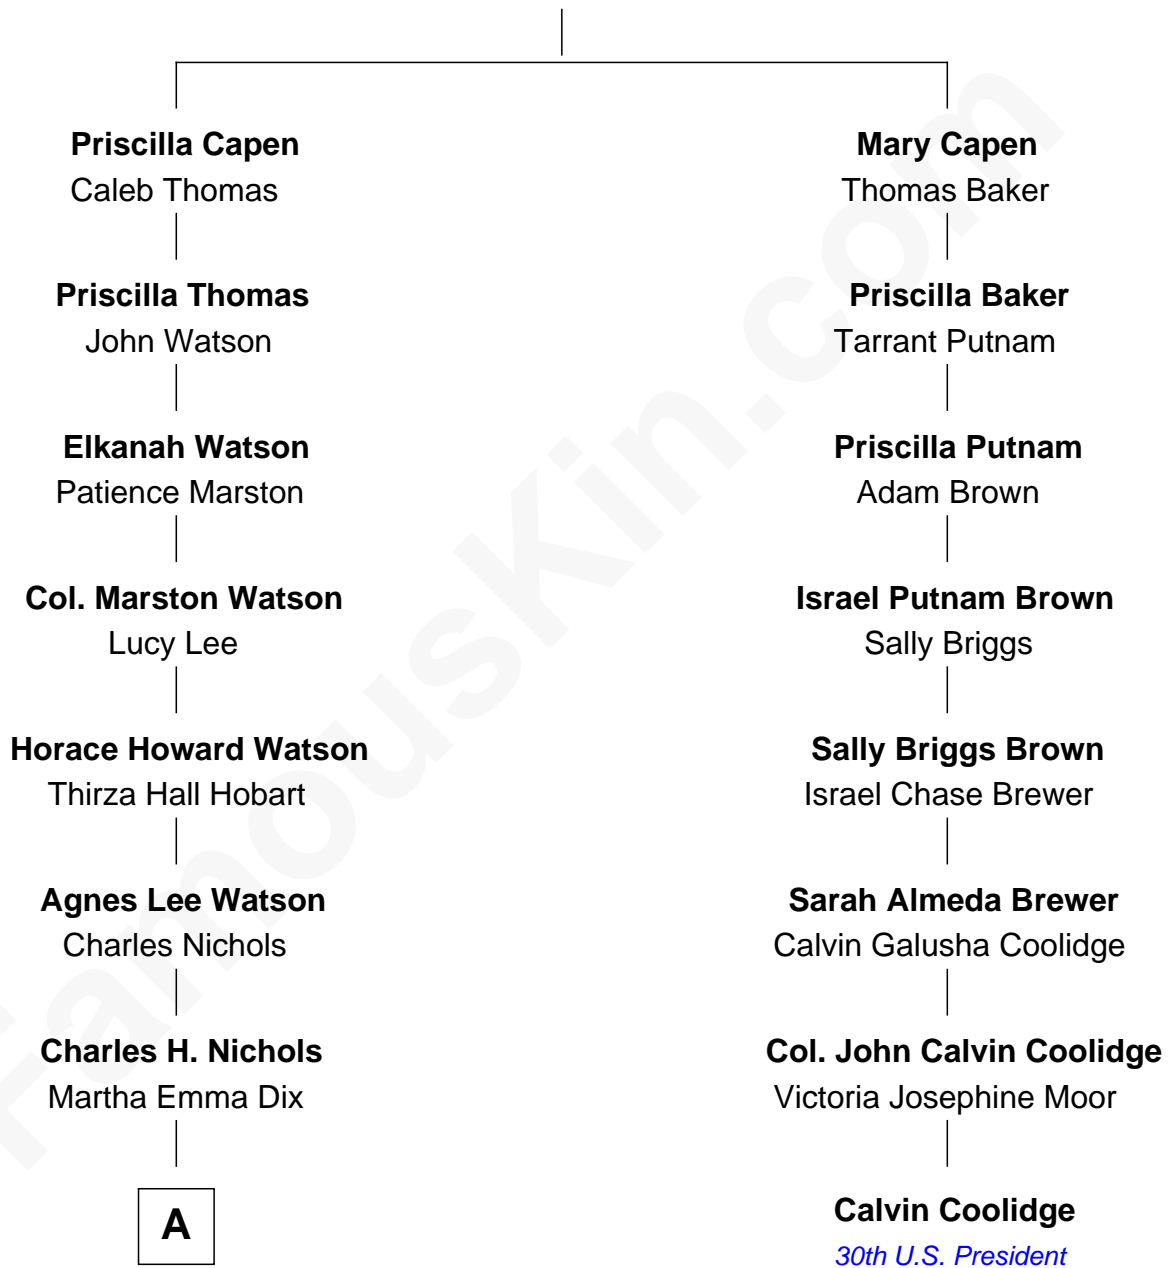 Priscilla Capen
Caleb Thomas
Priscilla Thomas
John Watson
Elkanah Watson
Patience Marston
Col. Marston Watson
Lucy Lee
Horace Howard Watson
Thirza Hall Hobart
Agnes Lee Watson
Charles Nichols
Charles H. Nichols
Martha Emma Dix
A
Mary Capen
Thomas Baker
Priscilla Baker
Tarrant Putnam
Priscilla Putnam
Adam Brown
Israel Putnam Brown
Sally Briggs
Sally Briggs Brown
Israel Chase Brewer
Sarah Almeda Brewer
Calvin Galusha Coolidge
Col. John Calvin Coolidge
Victoria Josephine Moor
Calvin Coolidge
30th U.S. President
FamousKin.com